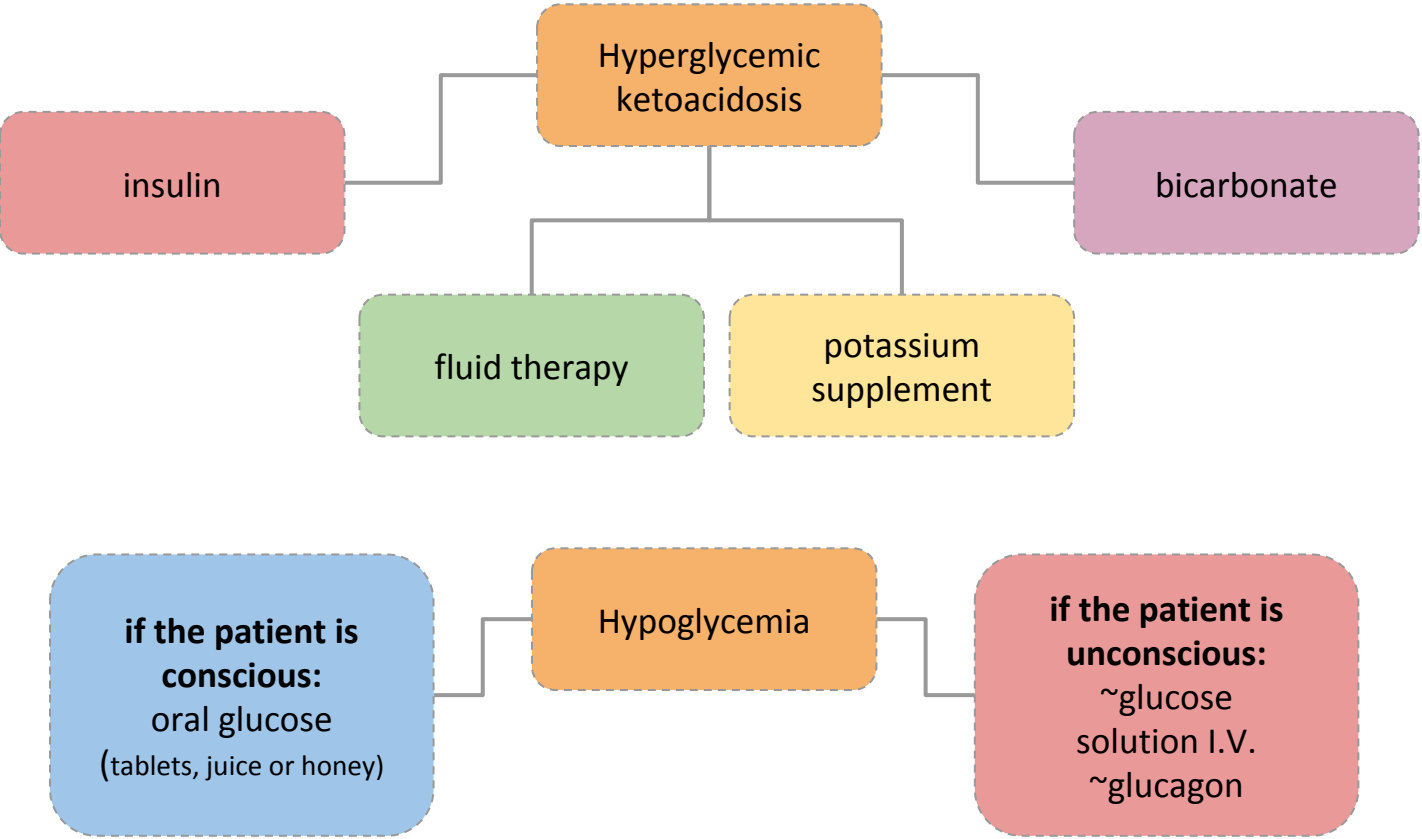 Hyperglycemic
ketoacidosis
insulin
bicarbonate
fluid therapy
potassium
supplement
Hypoglycemia
if the patient is
conscious:
oral glucose
(tablets, juice or honey)
if the patient is
unconscious:
~glucose
solution I.V.
~glucagon